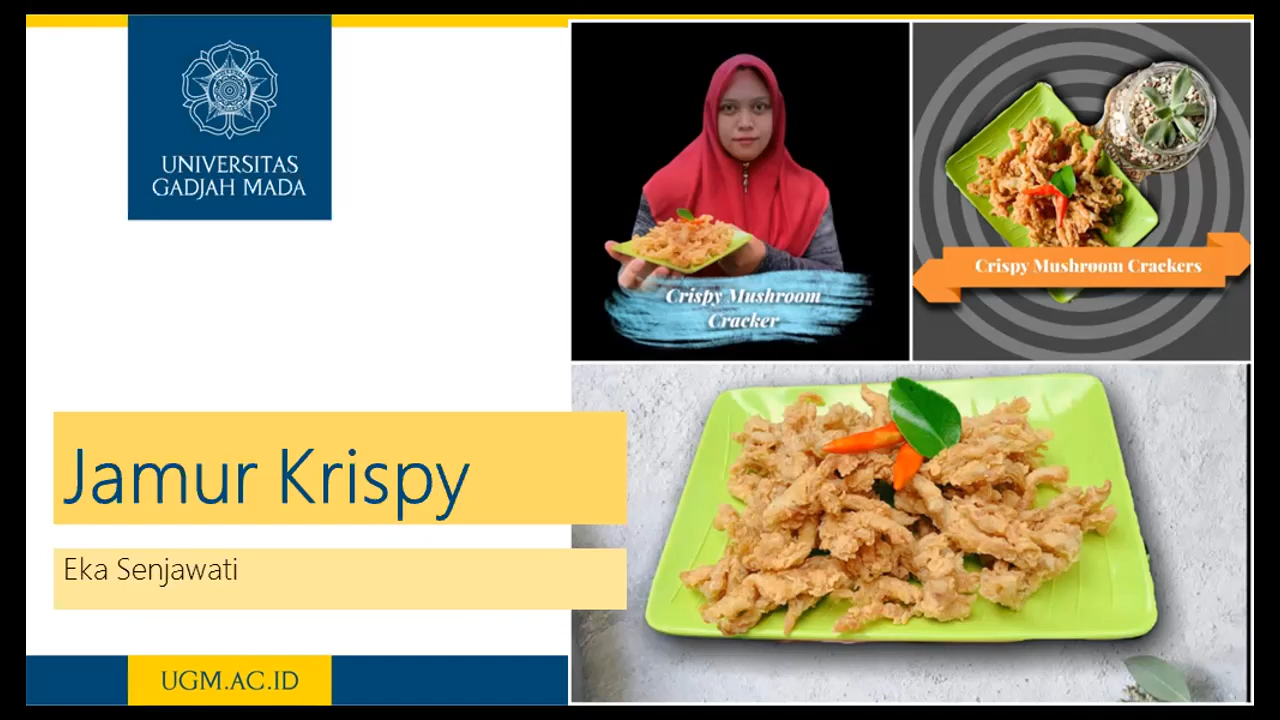 UNIVERSITAS
GADJAH MADA
Crispy Mushroom
Cracker
Crispy Mushroom Crackers
Jamur Krispy
Eka Senjawati
UGM.AC.ID